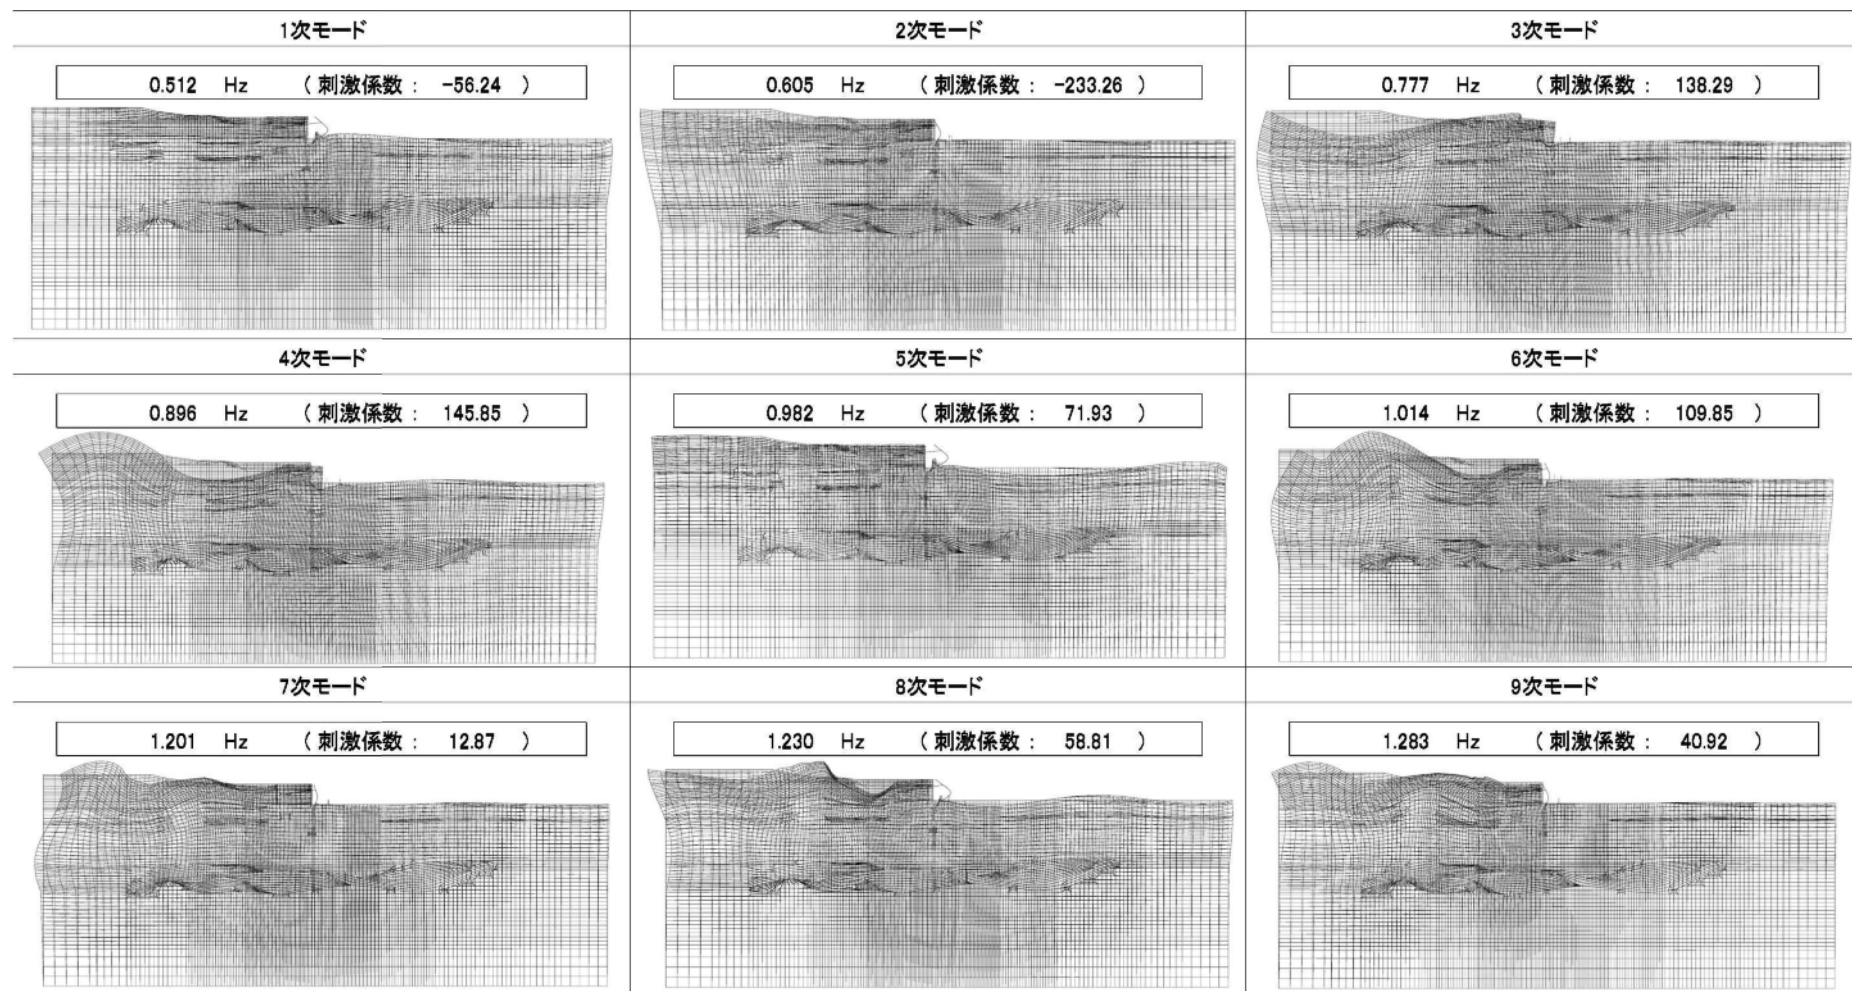 1次モード
2次モード
3次モード
0.512 Hz (刺激係数: -56.24 )
0.605 Hz (刺激係数: -233.26 )
0.777 Hz (刺激係数: 138.29 )
4次モード
5次モード
6次モード
0.896 Hz (刺激係数: 145.85 )
0.982 Hz (刺激係数: 71.93 )
1.014 Hz (刺激係数: 109.85 )
7次モード
8次モード
9次モード
1.201 Hz (刺激係数: 12.87 )
1.230 Hz (刺激係数: 58.81 )
1.283 Hz (刺激係数: 40.92 )